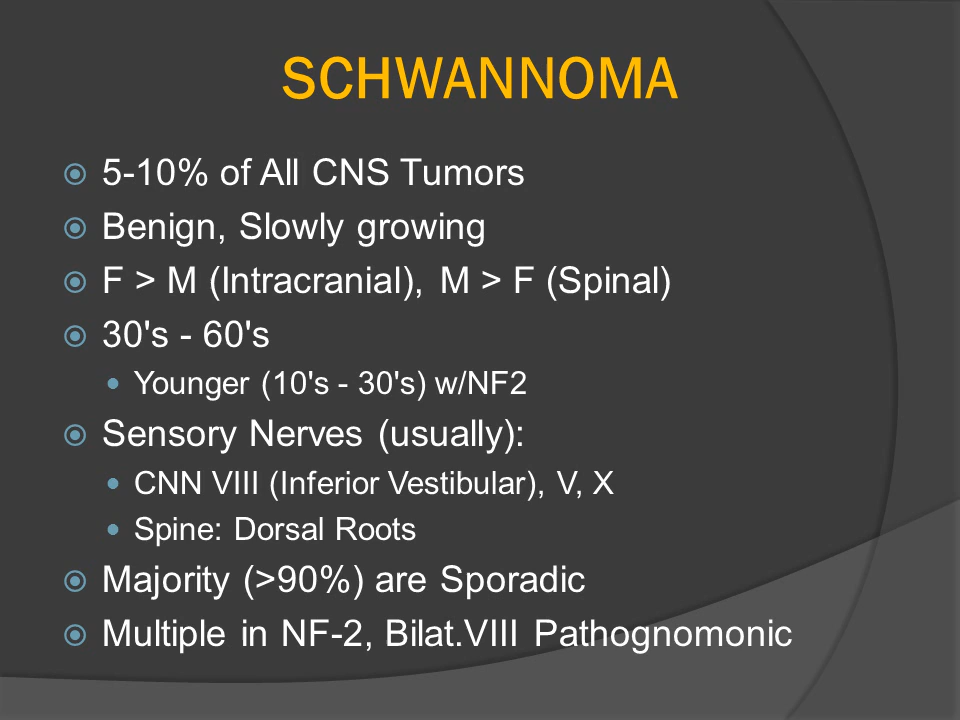 SCHWANNOMA
5-10% of All CNS Tumors
Benign, Slowly growing
F > M (Intracranial), M > F (Spinal)
30's - 60's
Younger (10's - 30's) w/NF2
Sensory Nerves (usually):
CNN VIII (Inferior Vestibular), V, X
Spine: Dorsal Roots
Majority (>90%) are Sporadic
Multiple in NF-2, Bilat.VIII Pathognomonic